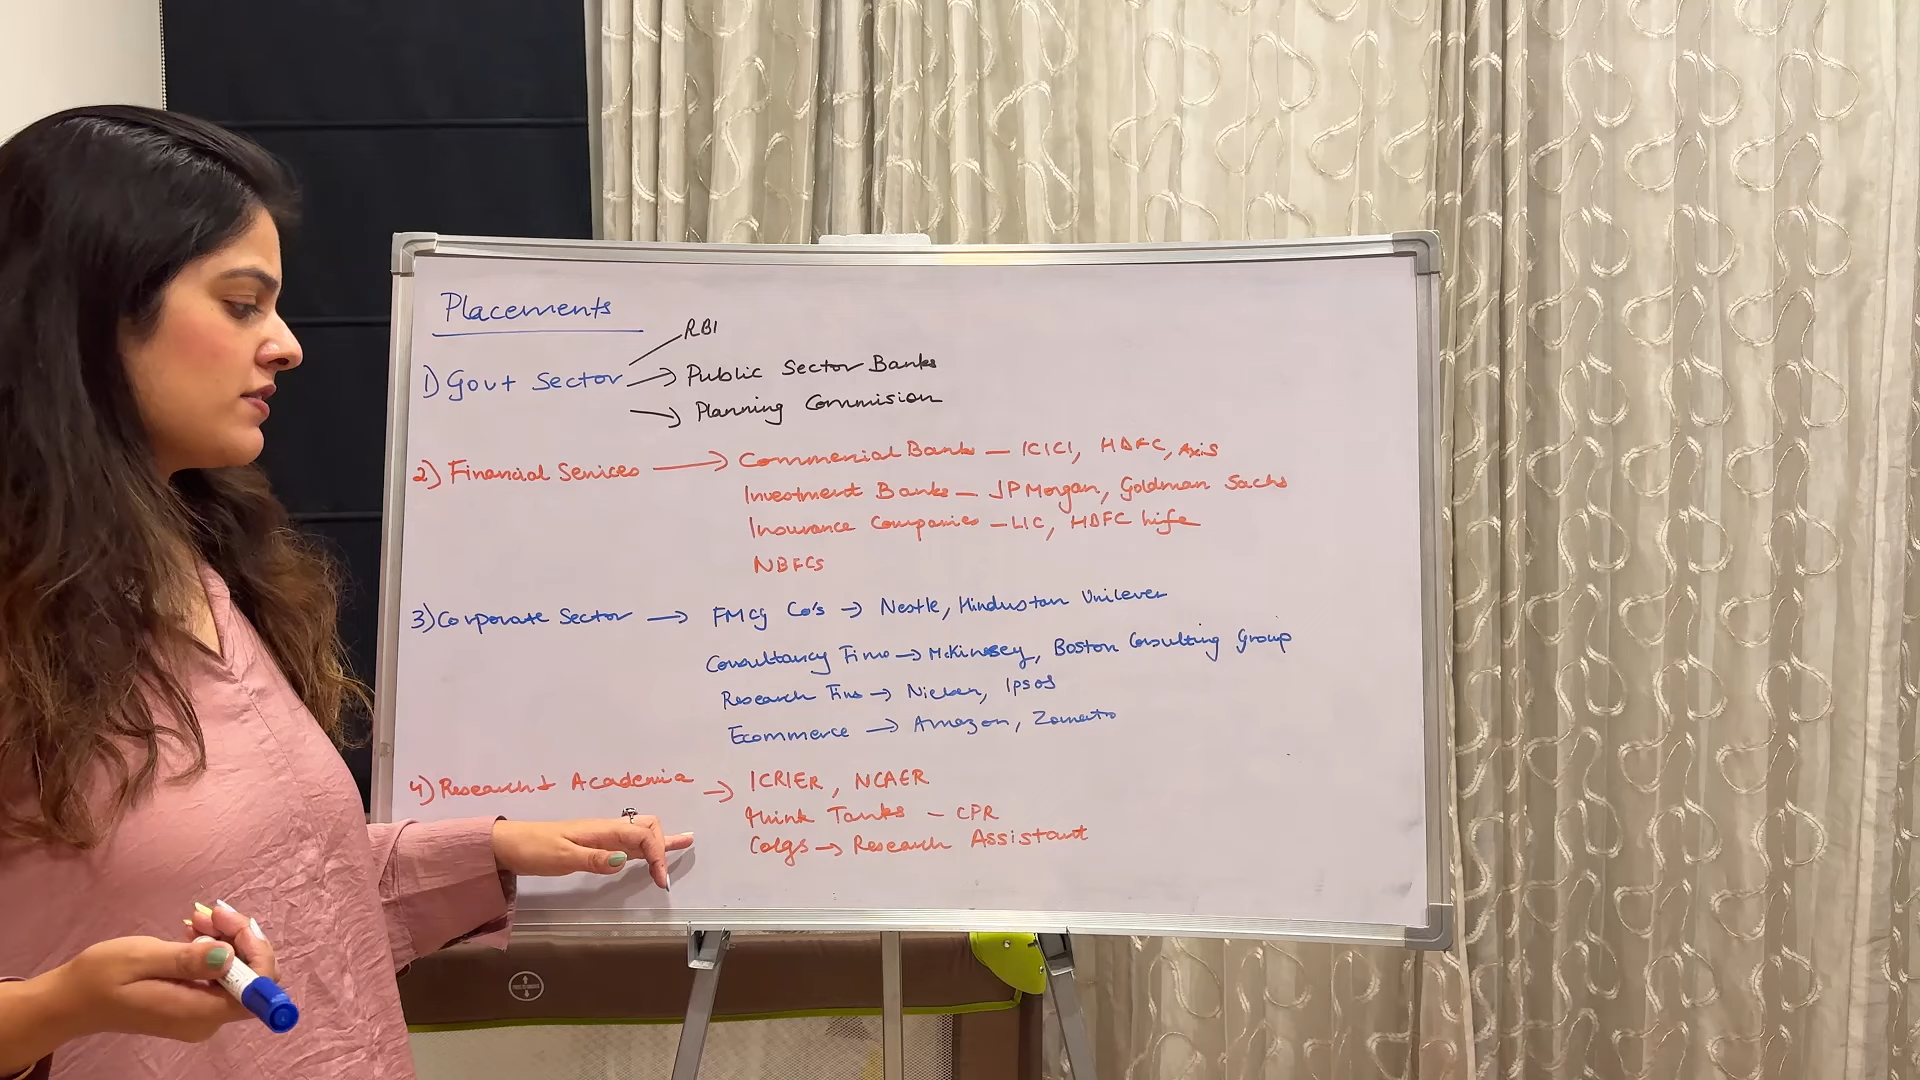 Placements
RBI
1) Govt Sector → Public Sector Banks
→ Planning Commision
2) Financial Services → Commercial Banks – ICICI, HDFC, Axis
Investment Banks – JP Morgan, Goldman Sachs
Insurance Companies – LIC, HDFC Life
NBFCs
3) Corporate Sector → FMCG Co's → Nestle, Hindustan Unilever
Consultancy Firms → McKinsey, Boston Consulting Group
Research Firms → Nielsen, Ipsos
Ecommerce → Amazon, Zomato
4) Research & Academia → ICRIER, NCAER
Think Tanks – CPR
Colgs → Research Assistant